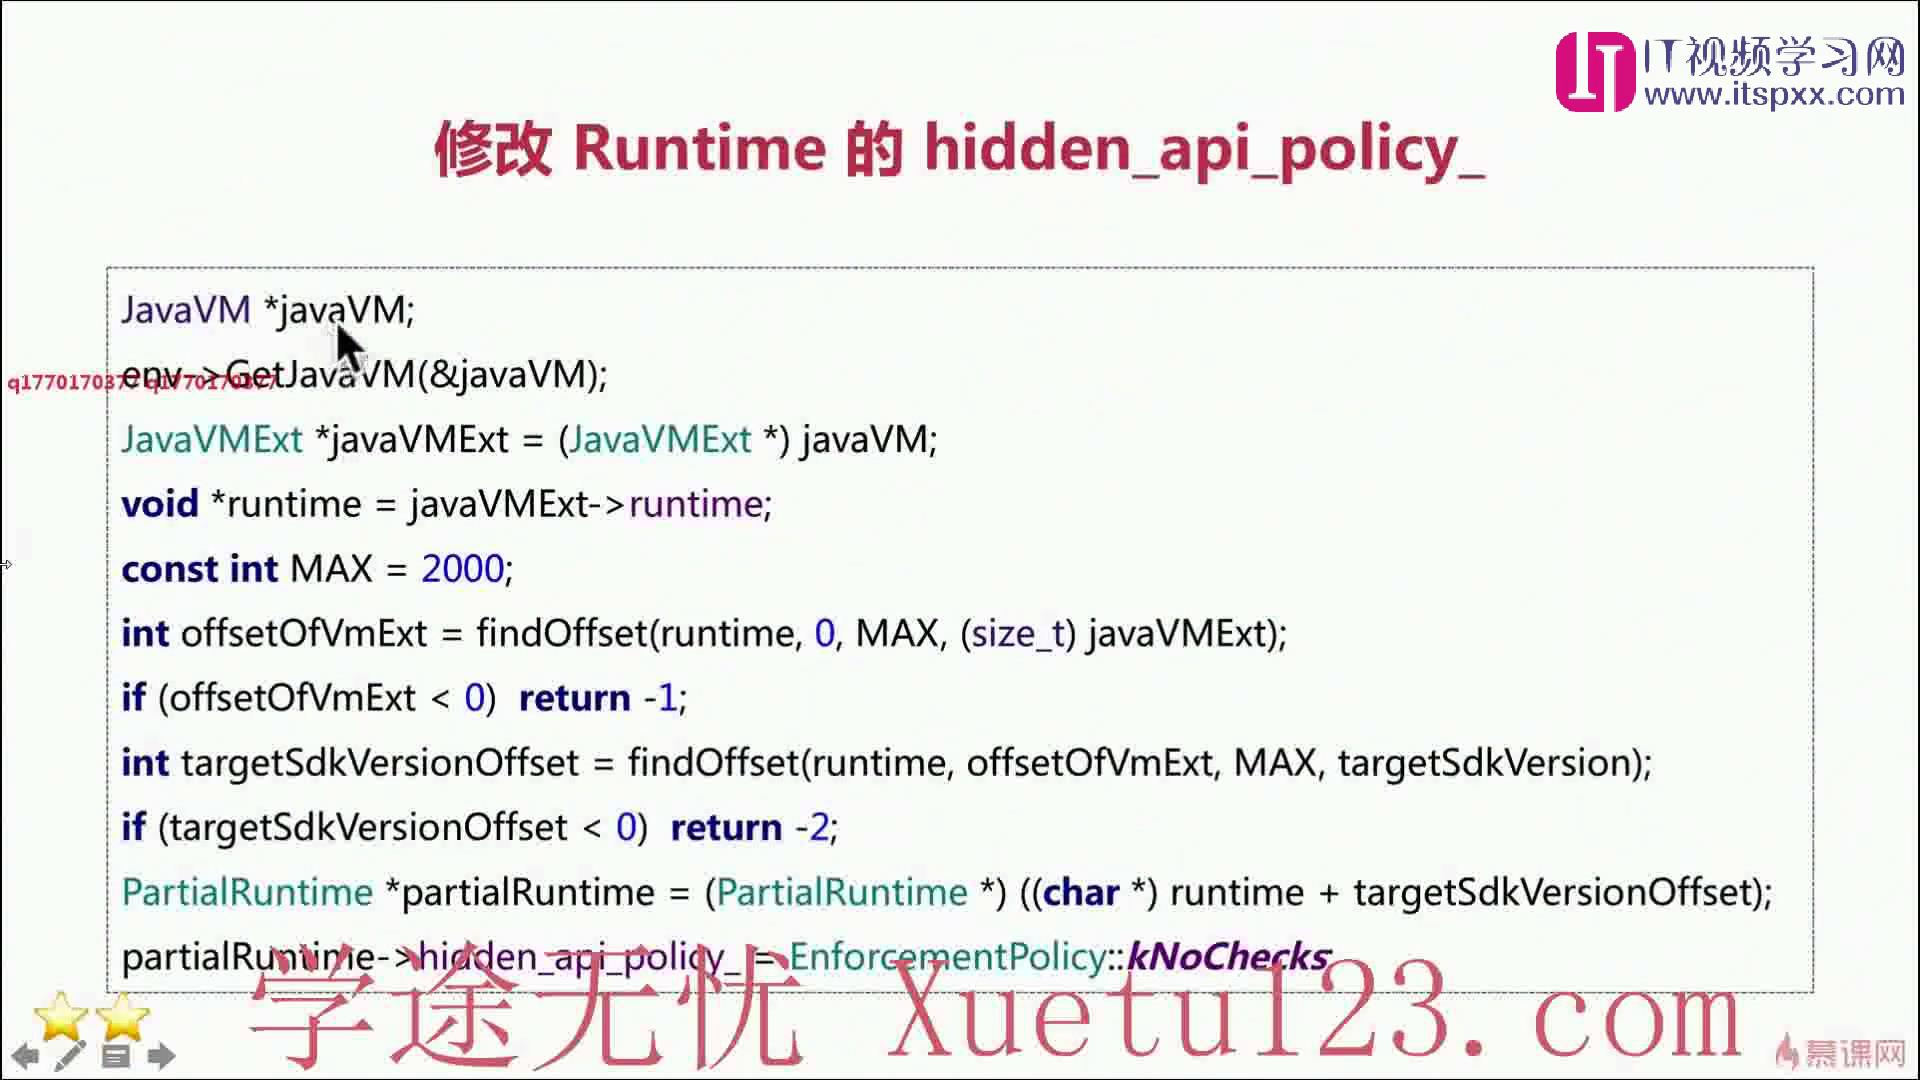 IT视频学习网
www.itspxx.com
修改 Runtime 的 hidden_api_policy_
JavaVM *javaVM;
env->GetJavaVM(&javaVM);
q1770170377 q1770170377
JavaVMExt *javaVMExt = (JavaVMExt *) javaVM;
void *runtime = javaVMExt->runtime;
const int MAX = 2000;
int offsetOfVmExt = findOffset(runtime, 0, MAX, (size_t) javaVMExt);
if (offsetOfVmExt < 0) return -1;
int targetSdkVersionOffset = findOffset(runtime, offsetOfVmExt, MAX, targetSdkVersion);
if (targetSdkVersionOffset < 0) return -2;
PartialRuntime *partialRuntime = (PartialRuntime *) ((char *) runtime + targetSdkVersionOffset);
partialRuntime->hidden_api_policy_ = EnforcementPolicy::kNoChecks
学途无忧 Xuetu123.com
慕课网